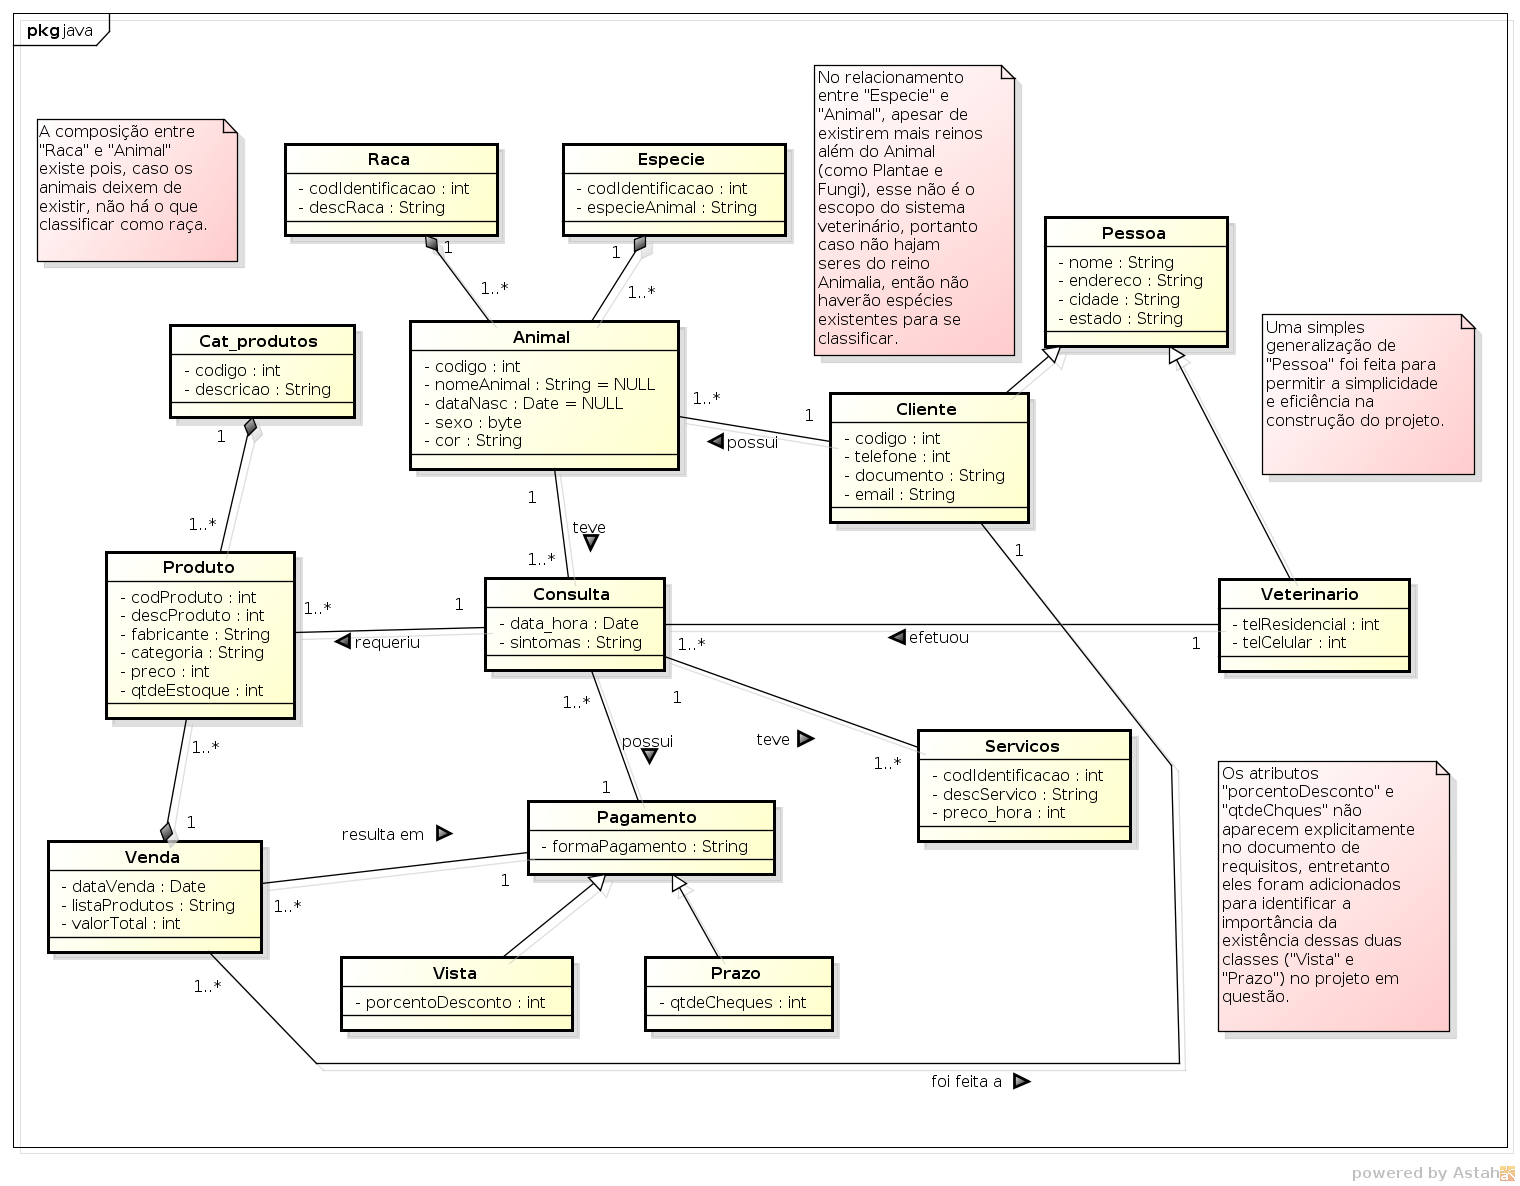 pkg java
A composição entre
"Raca" e "Animal"
existe pois, caso os
animais deixem de
existir, não há o que
classificar como raça.
Raca
- codIdentificacao : int
- descRaca : String
Especie
- codIdentificacao : int
- especieAnimal : String
No relacionamento
entre "Especie" e
"Animal", apesar de
existirem mais reinos
além do Animal
(como Plantae e
Fungi), esse não é o
escopo do sistema
veterinário, portanto
caso não hajam
seres do reino
Animalia, então não
haverão espécies
existentes para se
classificar.
Pessoa
- nome : String
- endereco : String
- cidade : String
- estado : String
1
1..*
1
1..*
Uma simples
generalização de
"Pessoa" foi feita para
permitir a simplicidade
e eficiência na
construção do projeto.
Cat_produtos
- codigo : int
- descricao : String
Animal
- codigo : int
- nomeAnimal : String = NULL
- dataNasc : Date = NULL
- sexo : byte
- cor : String
1..*
1
possui
Cliente
- codigo : int
- telefone : int
- documento : String
- email : String
1
1..*
1
teve
1..*
1
Produto
- codProduto : int
- descProduto : int
- fabricante : String
- categoria : String
- preco : int
- qtdeEstoque : int
1..*
1
requeriu
Consulta
- data_hora : Date
- sintomas : String
1..*
efetuou
1
Veterinario
- telResidencial : int
- telCelular : int
1..*
possui
1
1
teve
1..*
Servicos
- codIdentificacao : int
- descServico : String
- preco_hora : int
Os atributos
"porcentoDesconto" e
"qtdeChques" não
aparecem explicitamente
no documento de
requisitos, entretanto
eles foram adicionados
para identificar a
importância da
existência dessas duas
classes ("Vista" e
"Prazo") no projeto em
questão.
1..*
1
Venda
- dataVenda : Date
- listaProdutos : String
- valorTotal : int
resulta em
1..*
1
Pagamento
- formaPagamento : String
Vista
- porcentoDesconto : int
Prazo
- qtdeCheques : int
1..*
foi feita a
powered by Astah